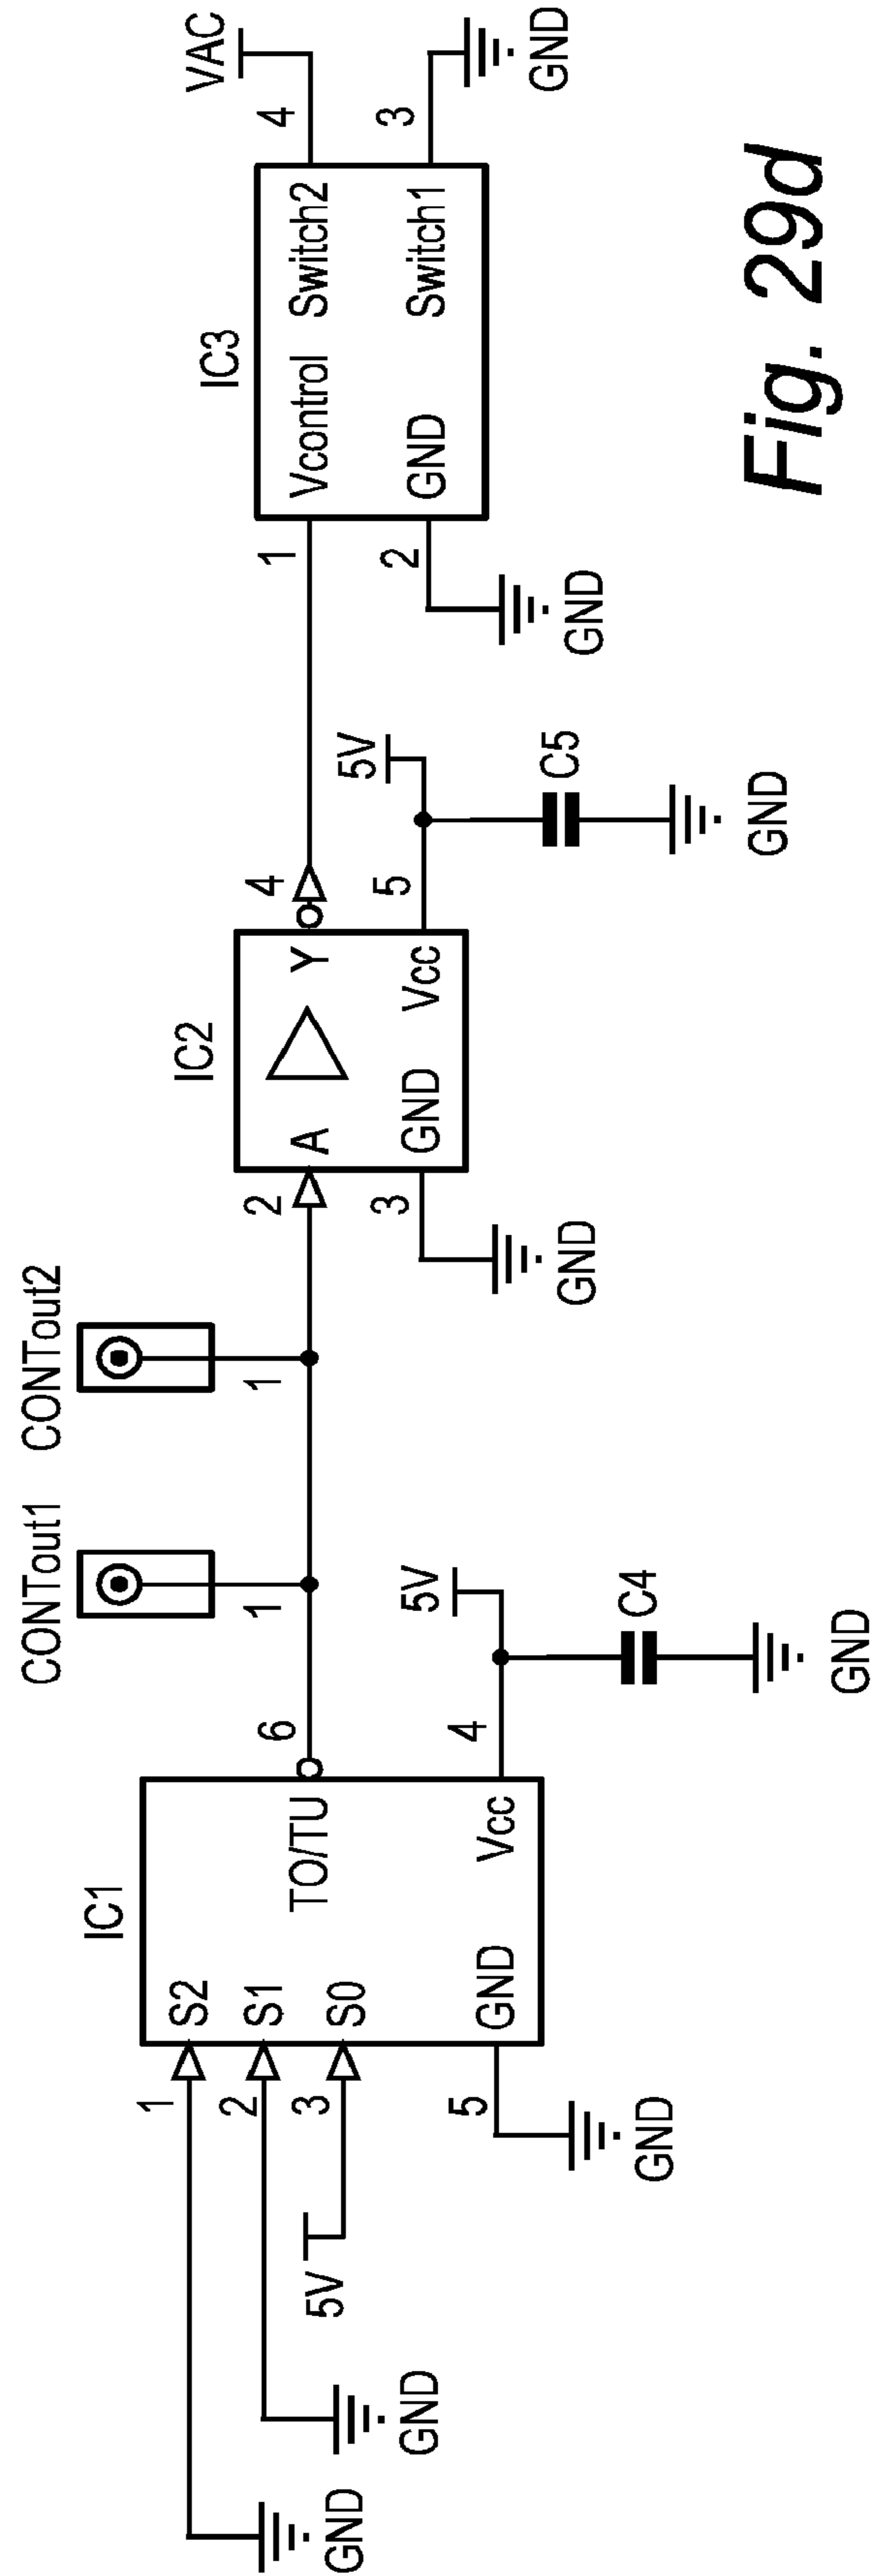 CONTout1
CONTout2
1
1
IC1
1
S2
2
S1
3
S0
TO/TU
6
5V
5
GND
Vcc
4
5V
C4
GND
GND
GND
GND
IC2
2
A
Y
4
3
GND
Vcc
5
5V
C5
GND
GND
IC3
1
Vcontrol
Switch2
4
VAC
2
GND
Switch1
3
GND
GND
Fig. 29d